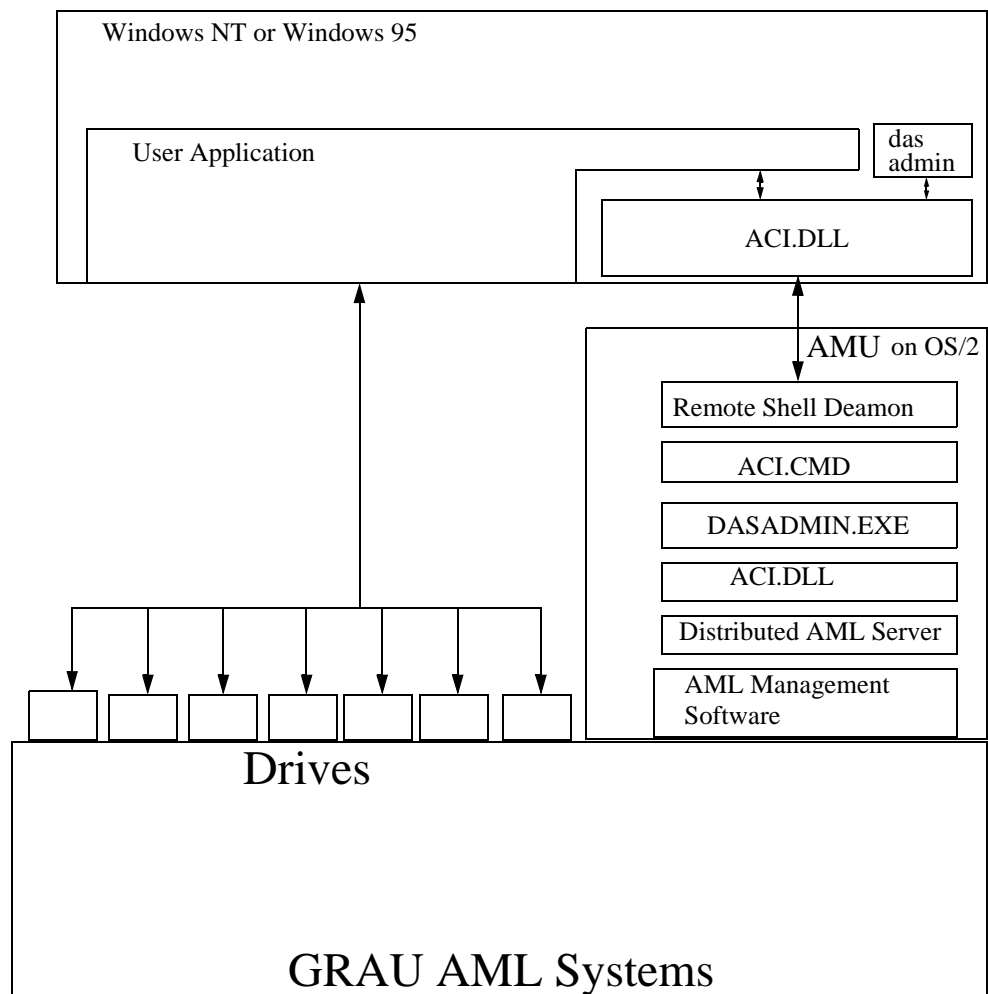 Windows NT or Windows 95
User Application
das
admin
ACI.DLL
AMU on OS/2
Remote Shell Deamon
ACI.CMD
DASADMIN.EXE
ACI.DLL
Distributed AML Server
AML Management
Software
Drives
GRAU AML Systems